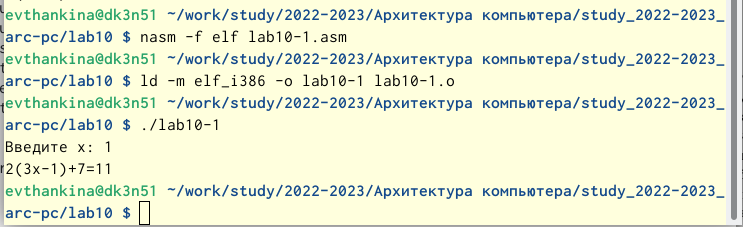 evthankina@dk3n51 ~/work/study/2022-2023/Архитектура компьютера/study_2022-2023_
arc-pc/lab10 $ nasm -f elf lab10-1.asm
evthankina@dk3n51 ~/work/study/2022-2023/Архитектура компьютера/study_2022-2023_
arc-pc/lab10 $ ld -m elf_i386 -o lab10-1 lab10-1.o
evthankina@dk3n51 ~/work/study/2022-2023/Архитектура компьютера/study_2022-2023_
arc-pc/lab10 $ ./lab10-1
Введите x: 1
2(3x-1)+7=11
evthankina@dk3n51 ~/work/study/2022-2023/Архитектура компьютера/study_2022-2023_
arc-pc/lab10 $